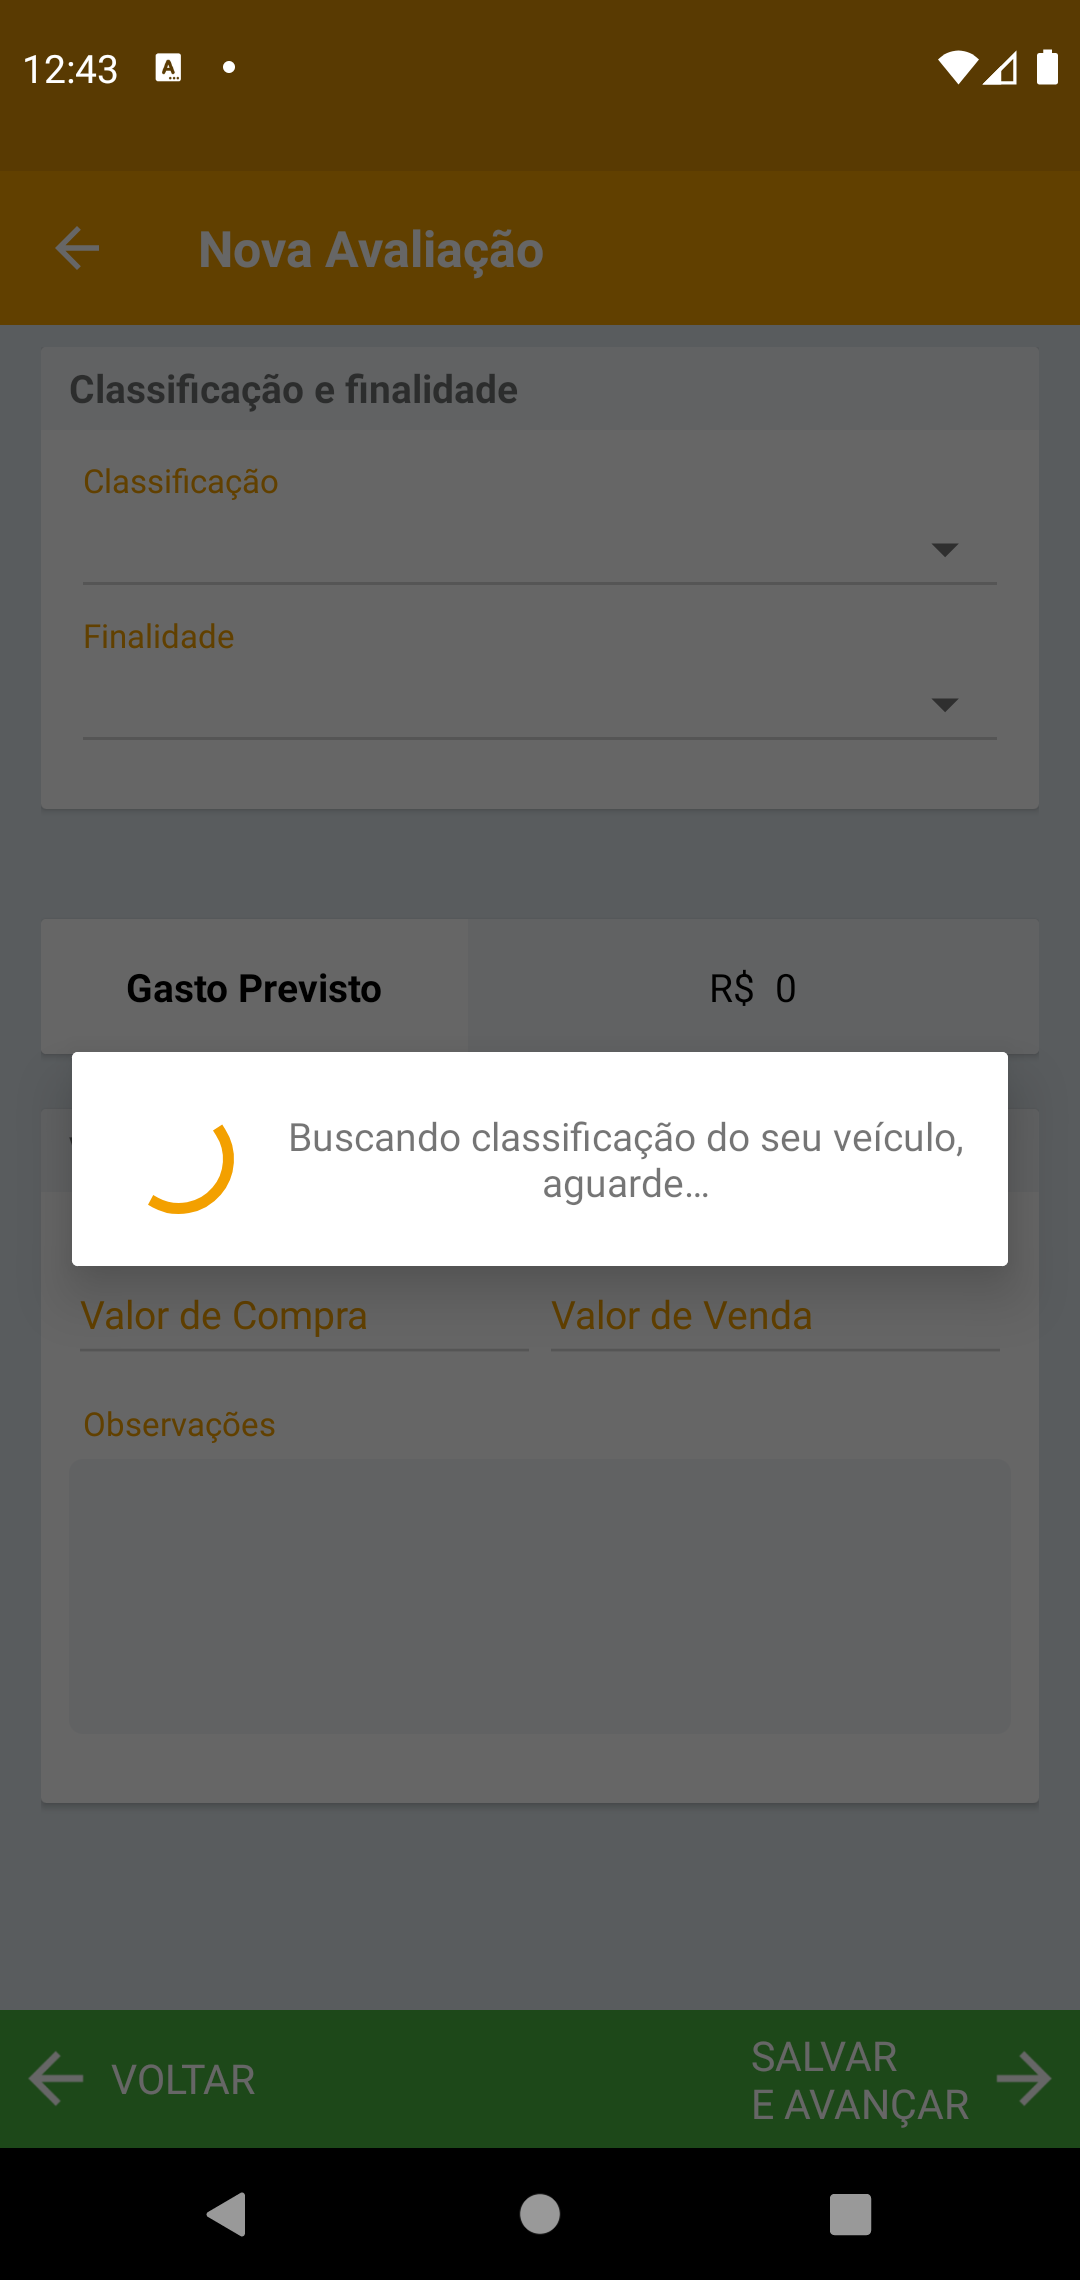 12:43
Nova Avaliação
Classificação e finalidade
Classificação
Finalidade
Gasto Previsto
R$ 0
Buscando classificação do seu veículo,
aguarde...
Valor de Compra
Valor de Venda
Observações
VOLTAR
SALVAR
E AVANÇAR